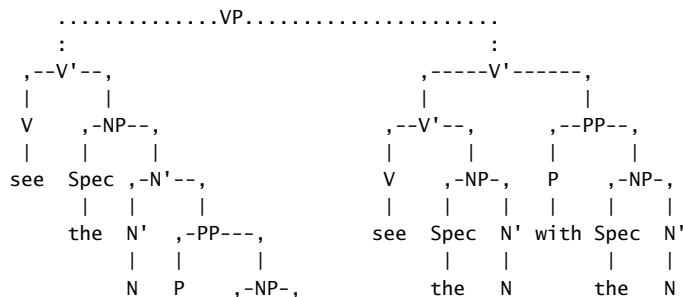 ..............VP......................
: :
,--V'--, ,-----V'------,
| | | |
V ,-NP--, ,--V'--, ,--PP--,
| | | | | | |
see Spec ,-N'--, V ,-NP-, P ,-NP-,
| | | | | | | | |
the N' ,-PP---, see Spec N' with Spec N'
| | | | | | |
N P ,-NP-, the N the N